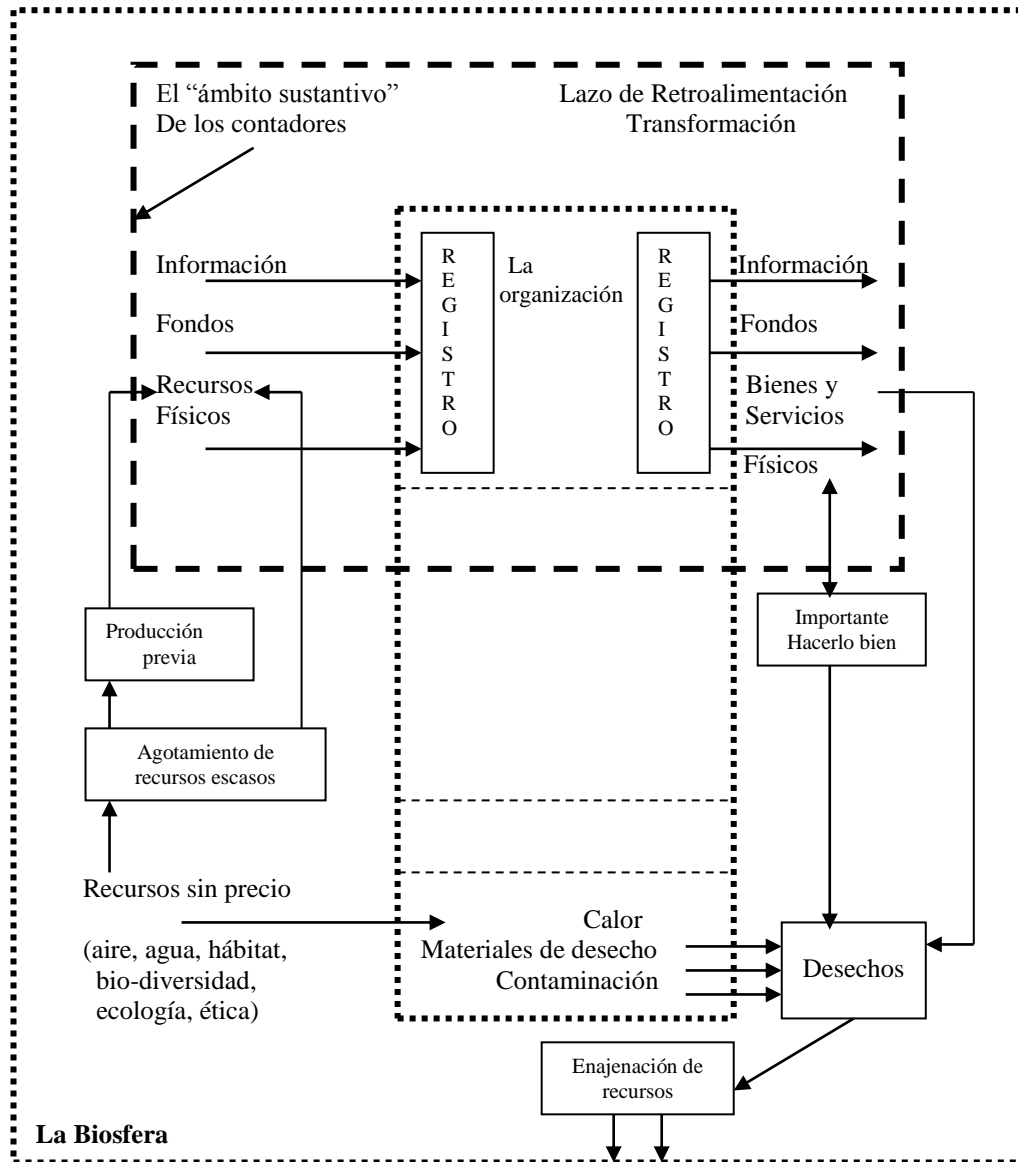 El “ámbito sustantivo”
De los contadores
Lazo de Retroalimentación
Transformación
Información
Fondos
Recursos
Físicos
REGISTRO
La
organización
REGISTRO
Información
Fondos
Bienes y
Servicios
Físicos
Producción
previa
Importante
Hacerlo bien
Agotamiento de
recursos escasos
Recursos sin precio
(aire, agua, hábitat,
bio-diversidad,
ecología, ética)
Calor
Materiales de desecho
Contaminación
Desechos
Enajenación de
recursos
La Biosfera